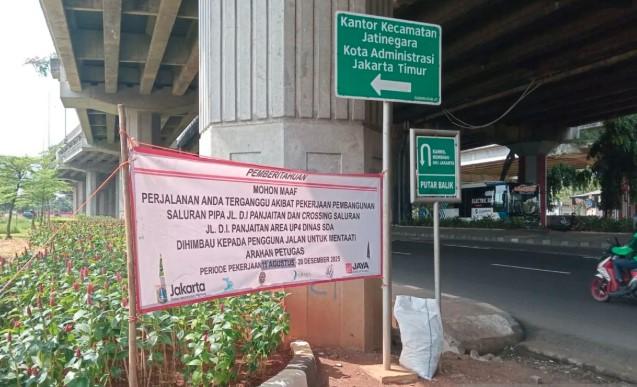 Kantor Kecamatan
Jatinegara
Kota Administrasi
Jakarta Timur
PUTAR BALIK
PEMBERITAHUAN
MOHON MAAF
PERJALANAN ANDA TERGANGGU AKIBAT PEKERJAAN PEMBANGUNAN
SALURAN PIPA JL. D.I PANJAITAN DAN CROSSING SALURAN
JL. D.I. PANJAITAN AREA UP4 DINAS SDA
DIHIMBAU KEPADA PENGGUNA JALAN UNTUK MENTAATI
ARAHAN PETUGAS
PERIODE PEKERJAAN 11 AGUSTUS - 20 DESEMBER 2025
Jakarta
JAYA